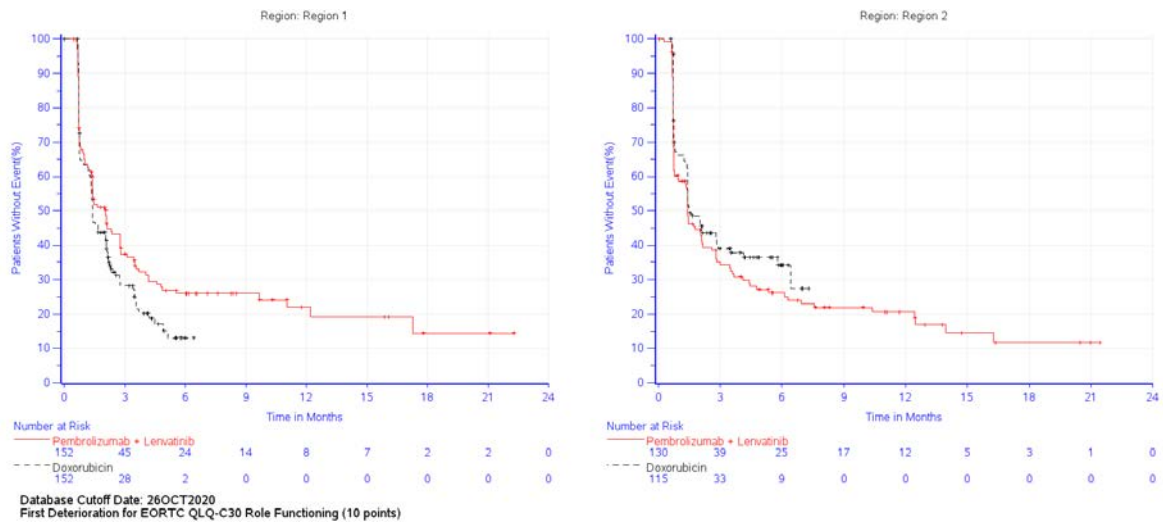 Region: Region 1
Patients Without Event(%)
100
90
80
70
60
50
40
30
20
10
0
0 3 6 9 12 15 18 21 24
Time in Months
Number at Risk
Pembrolizumab + Lenvatinib
152 45 24 14 8 7 2 2 0
Doxorubicin
152 28 2 0 0 0 0 0 0
Region: Region 2
Patients Without Event(%)
100
90
80
70
60
50
40
30
20
10
0
0 3 6 9 12 15 18 21 24
Time in Months
Number at Risk
Pembrolizumab + Lenvatinib
130 39 25 17 12 5 3 1 0
Doxorubicin
115 33 9 0 0 0 0 0 0
Database Cutoff Date: 26OCT2020
First Deterioration for EORTC QLQ-C30 Role Functioning (10 points)